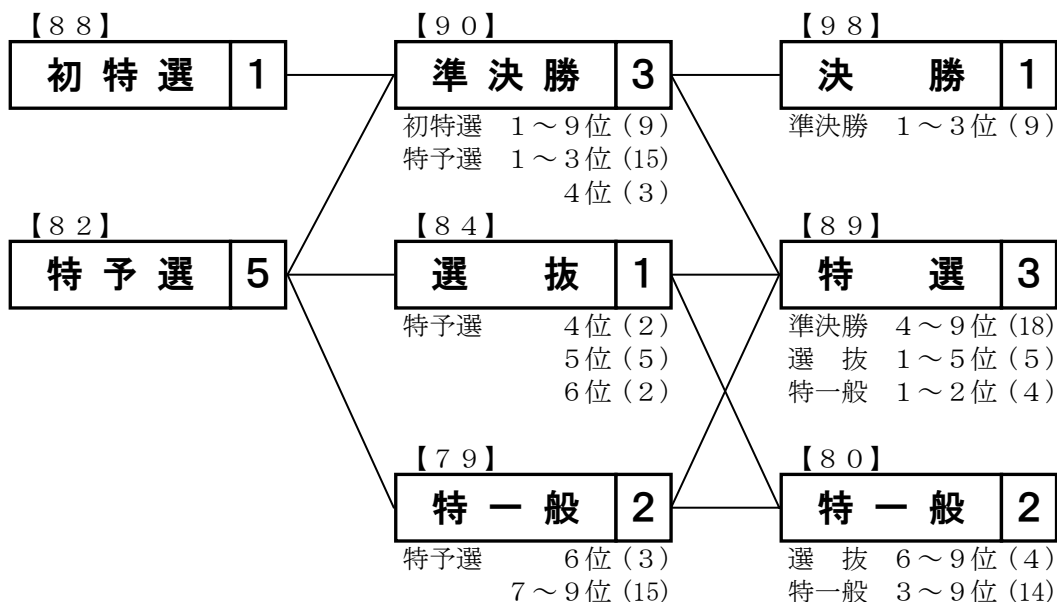 【８８】 【９０】 【９８】
初特選 1 準決勝 3 決勝 1
初特選 １～９位（９） 準決勝 １～３位（９）
特予選 １～３位（15）
４位（３）
【８２】 【８４】 【８９】
特予選 5 選抜 1 特選 3
特予選 ４位（２） 準決勝 ４～９位（18）
５位（５） 選 抜 １～５位（５）
６位（２） 特一般 １～２位（４）
【７９】 【８０】
特一般 2 特一般 2
特予選 ６位（３） 選 抜 ６～９位（４）
７～９位（15） 特一般 ３～９位（14）